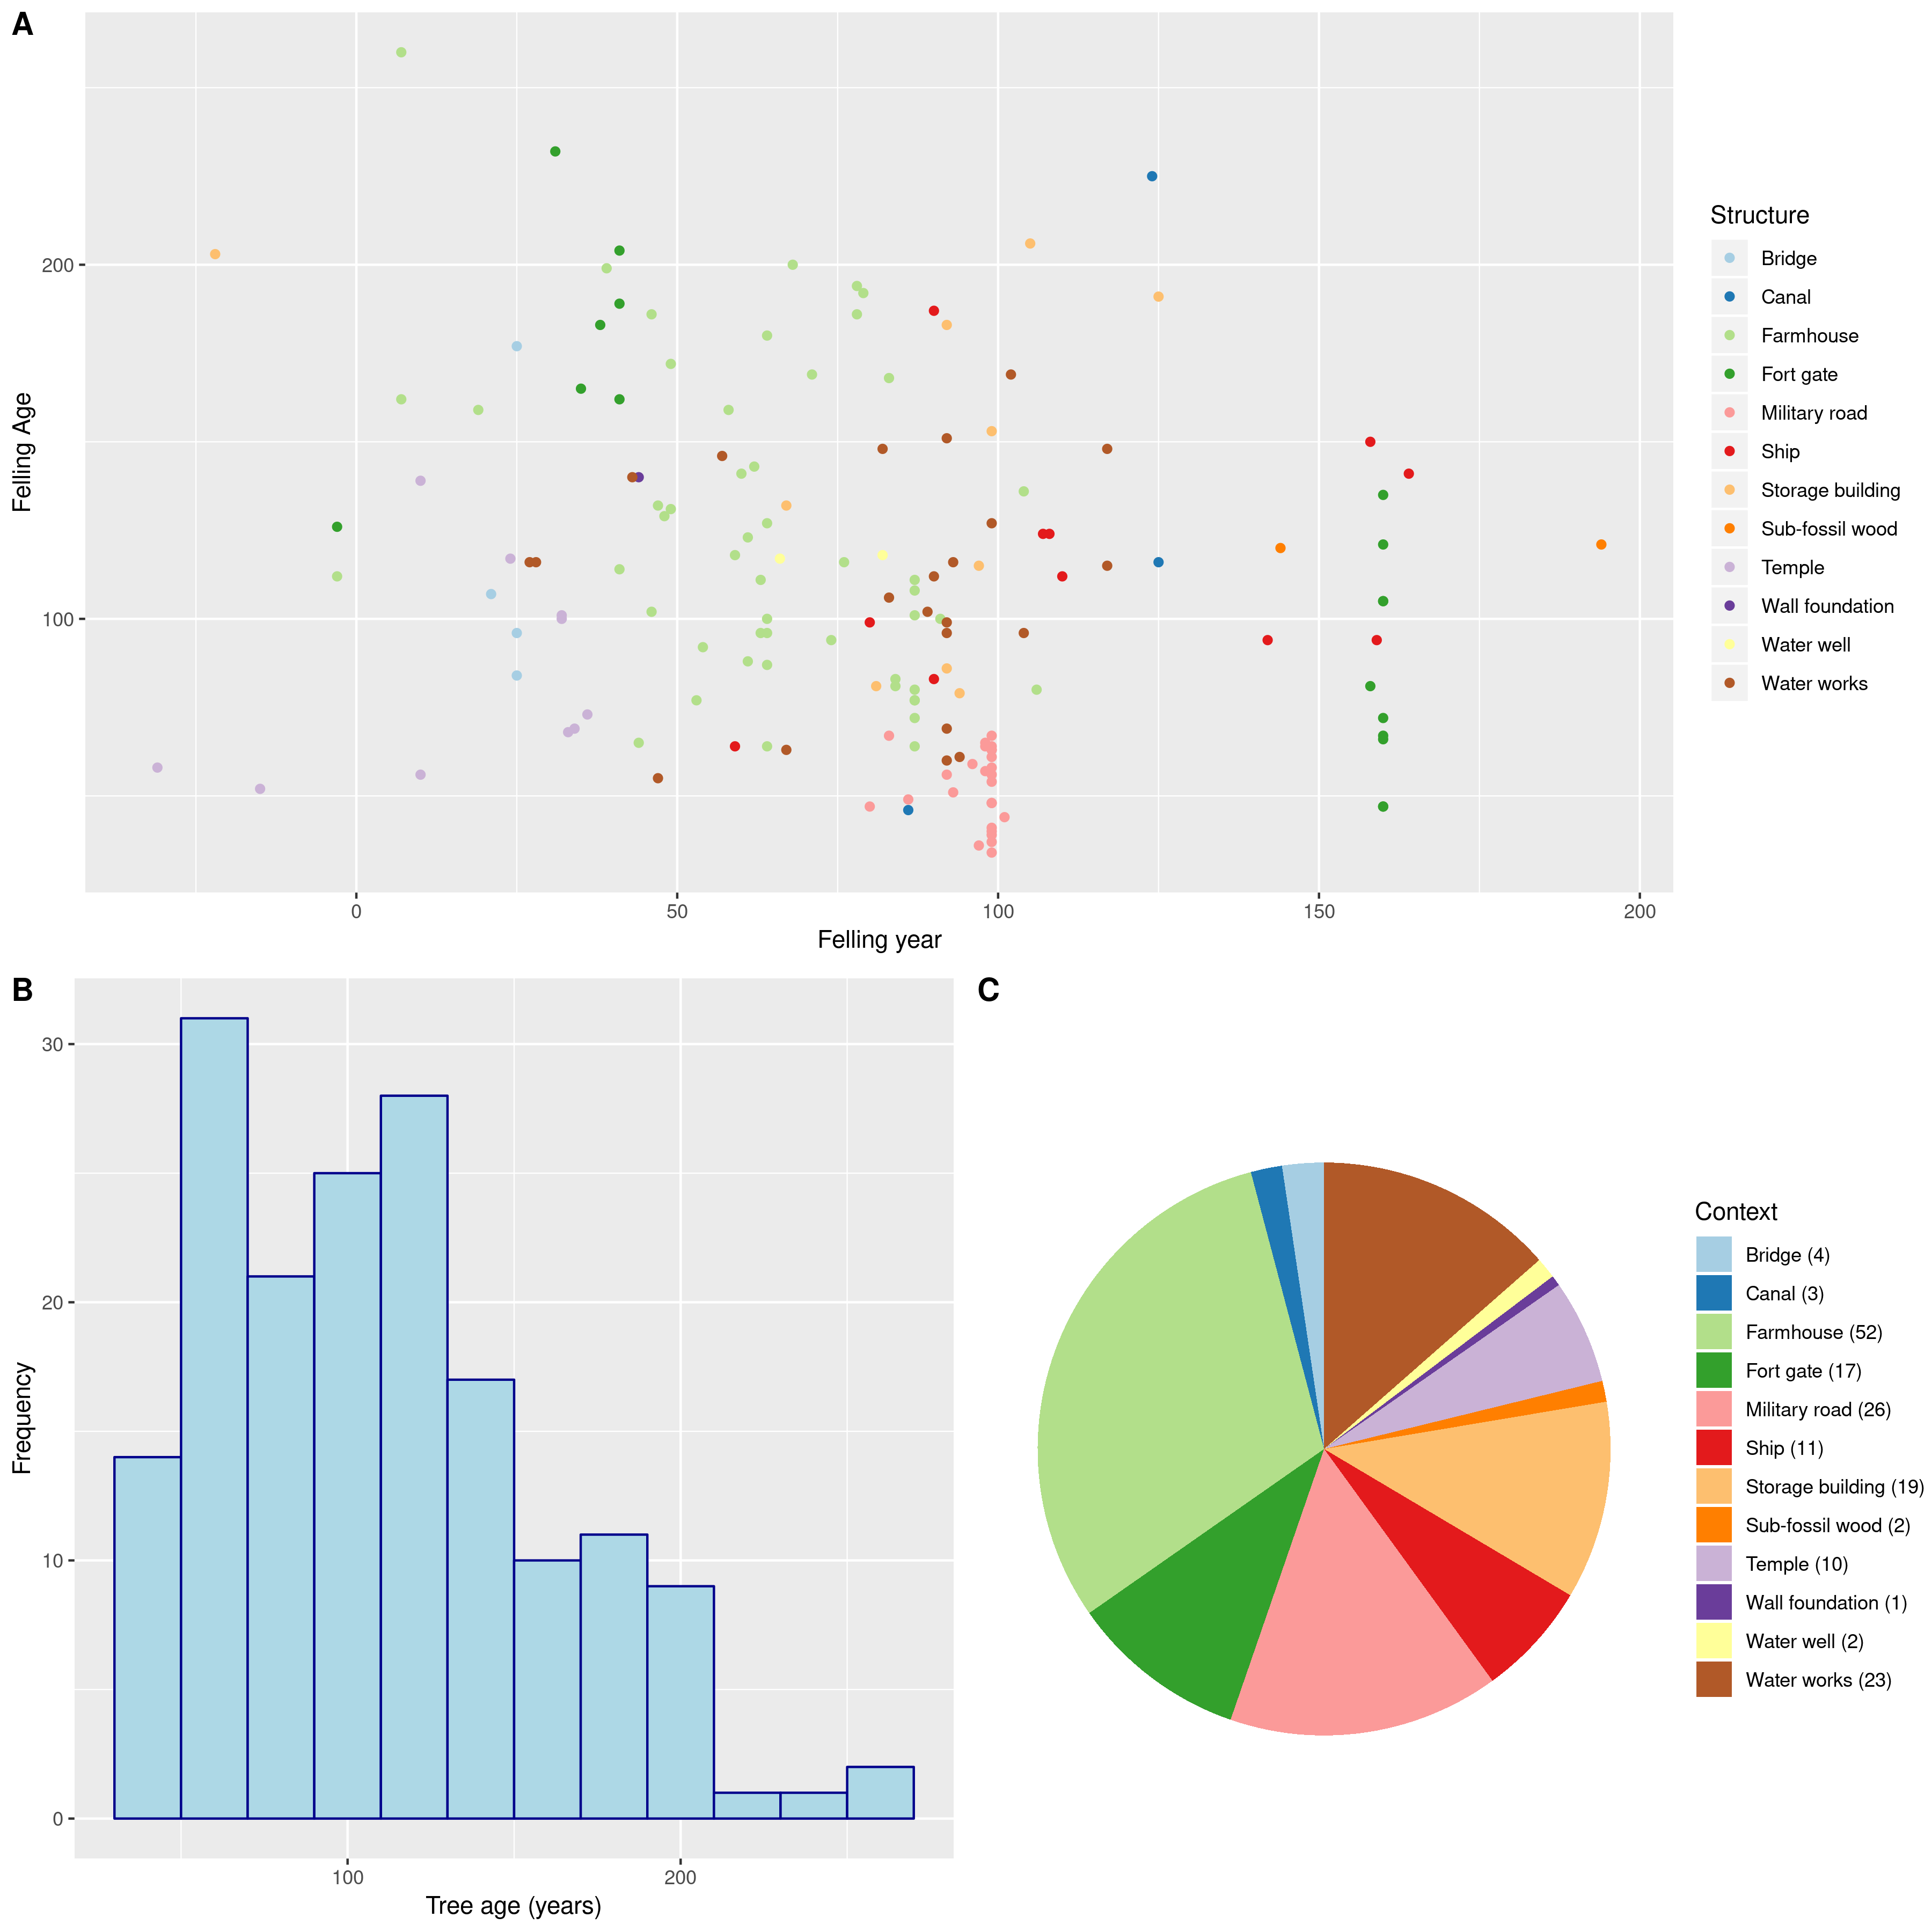 A
200
100
Felling Age
0 50 100 150 200
Felling year
Structure
Bridge
Canal
Farmhouse
Fort gate
Military road
Ship
Storage building
Sub-fossil wood
Temple
Wall foundation
Water well
Water works
B
30
20
10
0
Frequency
100 200
Tree age (years)
C
Context
Bridge (4)
Canal (3)
Farmhouse (52)
Fort gate (17)
Military road (26)
Ship (11)
Storage building (19)
Sub-fossil wood (2)
Temple (10)
Wall foundation (1)
Water well (2)
Water works (23)